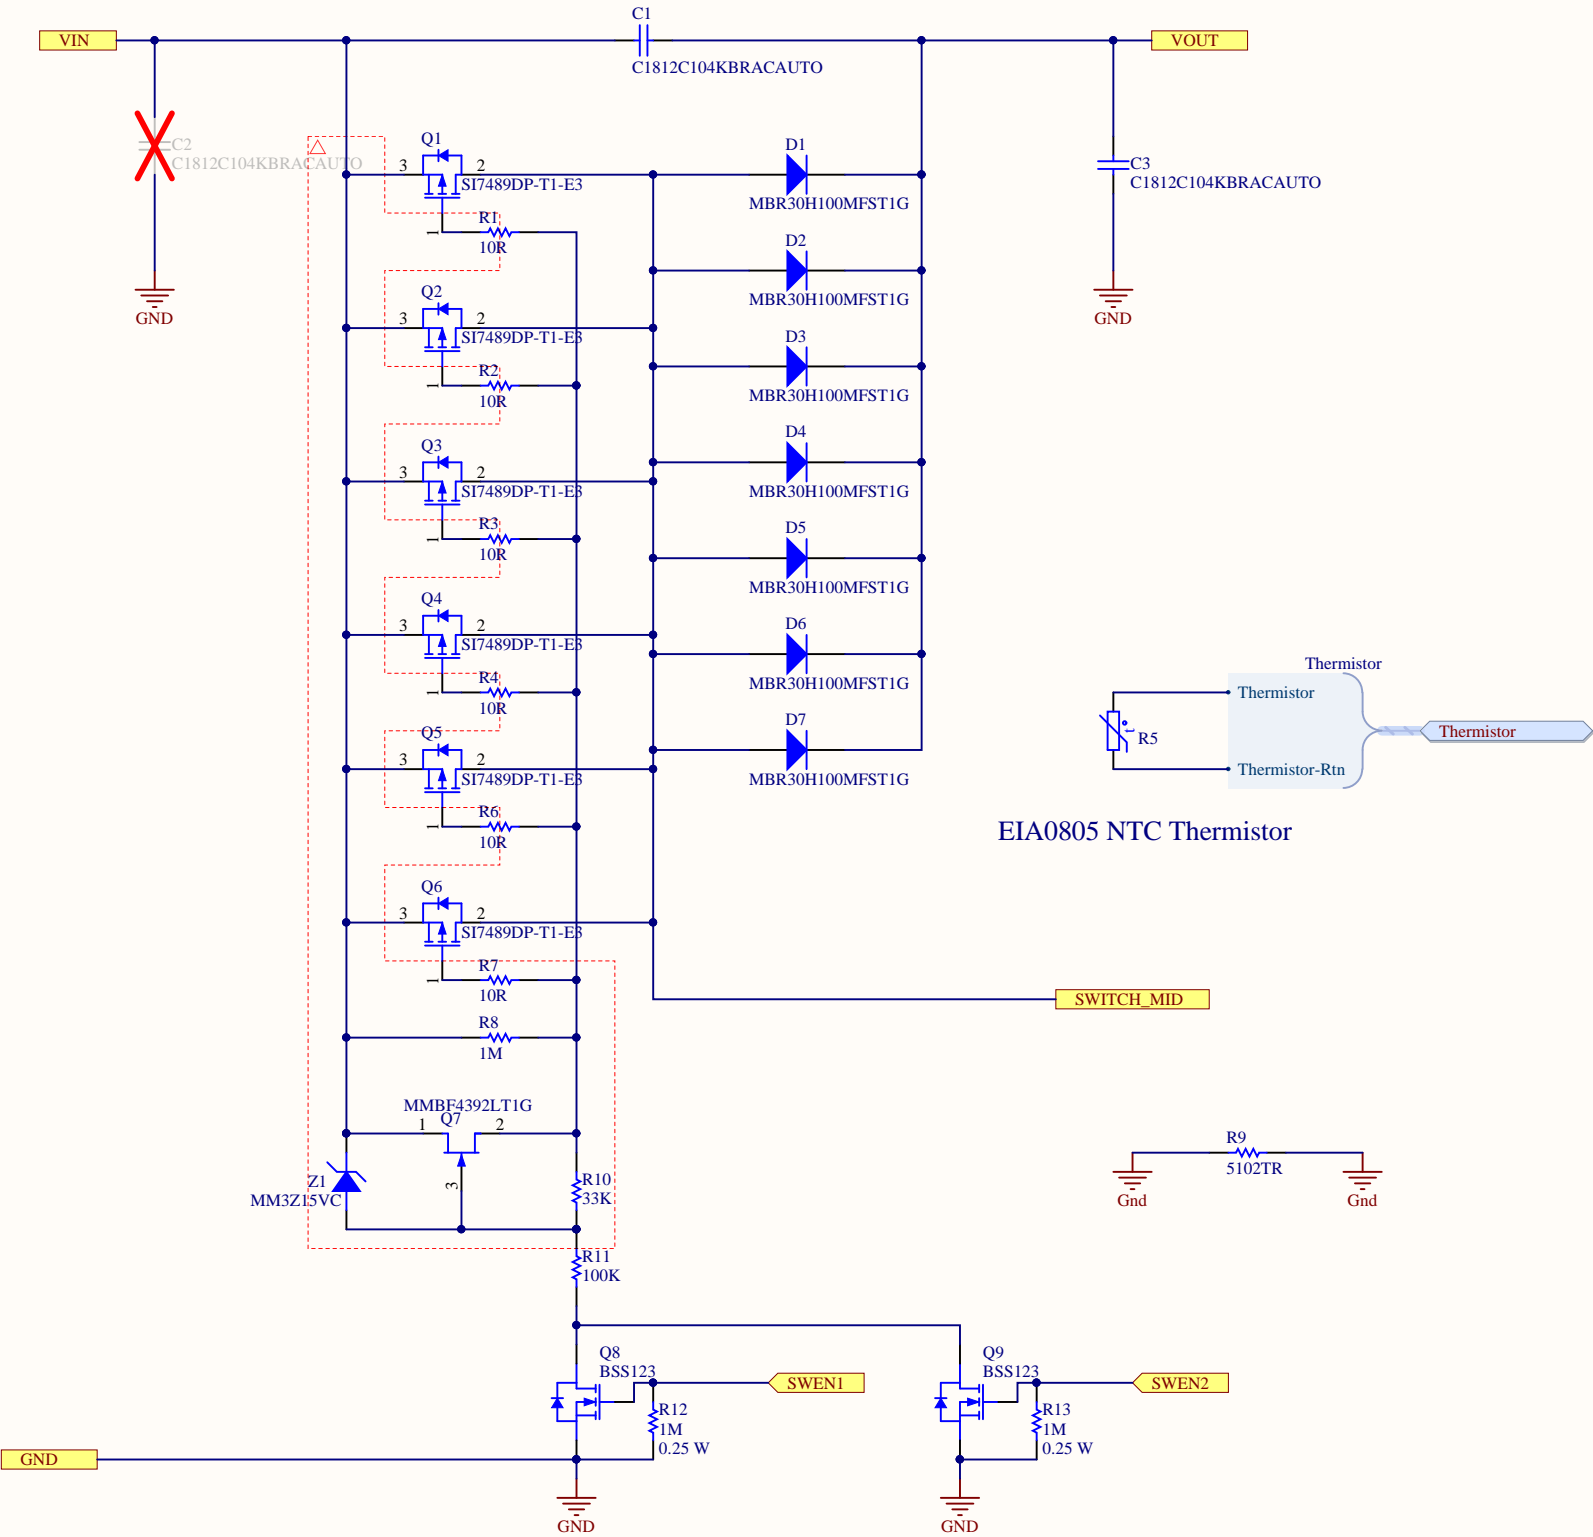 C1
VIN
VOUT
C1812C104KBRACAUTO
C2
C1812C104KBRACAUTO
GND
Q1
3
2
SI7489DP-T1-E3
1
R1
10R
D1
MBR30H100MFST1G
C3
C1812C104KBRACAUTO
GND
D2
MBR30H100MFST1G
Q2
3
2
SI7489DP-T1-E3
1
R2
10R
D3
MBR30H100MFST1G
Q3
3
2
SI7489DP-T1-E3
1
R3
10R
D4
MBR30H100MFST1G
D5
MBR30H100MFST1G
Q4
3
2
SI7489DP-T1-E3
1
R4
10R
D6
MBR30H100MFST1G
Q5
3
2
SI7489DP-T1-E3
1
R6
10R
D7
MBR30H100MFST1G
Thermistor
Thermistor
t°
R5
Thermistor
Thermistor-Rtn
EIA0805 NTC Thermistor
Q6
3
2
SI7489DP-T1-E3
1
R7
10R
SWITCH_MID
R8
1M
MMBF4392LT1G
Q7
1
2
3
Z1
MM3Z15VC
R10
33K
R9
5102TR
Gnd
Gnd
R11
100K
Q8
BSS123
SWEN1
R12
1M
0.25 W
Q9
BSS123
SWEN2
R13
1M
0.25 W
GND
GND
GND